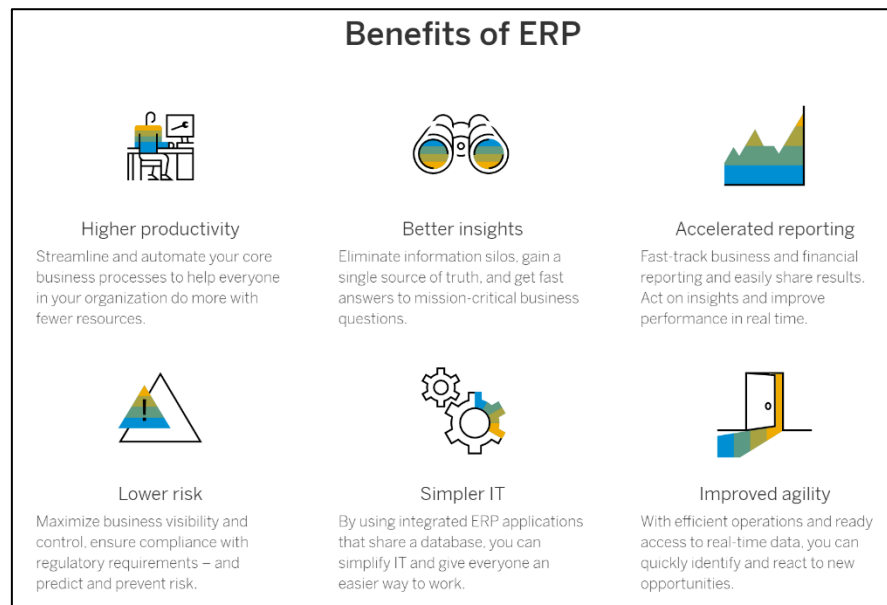 Benefits of ERP
Higher productivity
Streamline and automate your core
business processes to help everyone
in your organization do more with
fewer resources.
Better insights
Eliminate information silos, gain a
single source of truth, and get fast
answers to mission-critical business
questions.
Accelerated reporting
Fast-track business and financial
reporting and easily share results.
Act on insights and improve
performance in real time.
!
Lower risk
Maximize business visibility and
control, ensure compliance with
regulatory requirements – and
predict and prevent risk.
Simpler IT
By using integrated ERP applications
that share a database, you can
simplify IT and give everyone an
easier way to work.
Improved agility
With efficient operations and ready
access to real-time data, you can
quickly identify and react to new
opportunities.